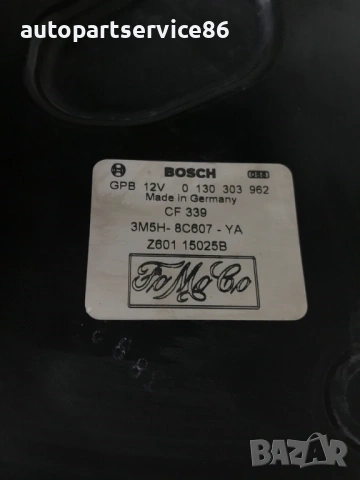 autopartservice86
BOSCH
GPB 12V 0 130 303 962
Made in Germany
CF 339
3M5H- 8C607 - YA
Z601 15025B
FoMoCo
BAZAR